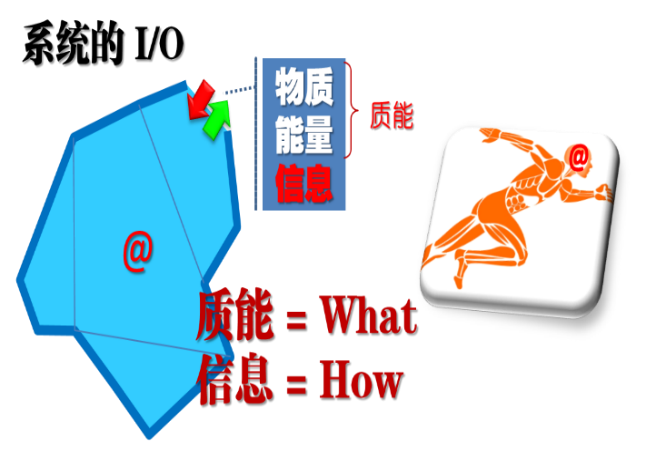 系统的 I/O
物质
能量
信息
质能
@
@
质能 = What
信息 = How